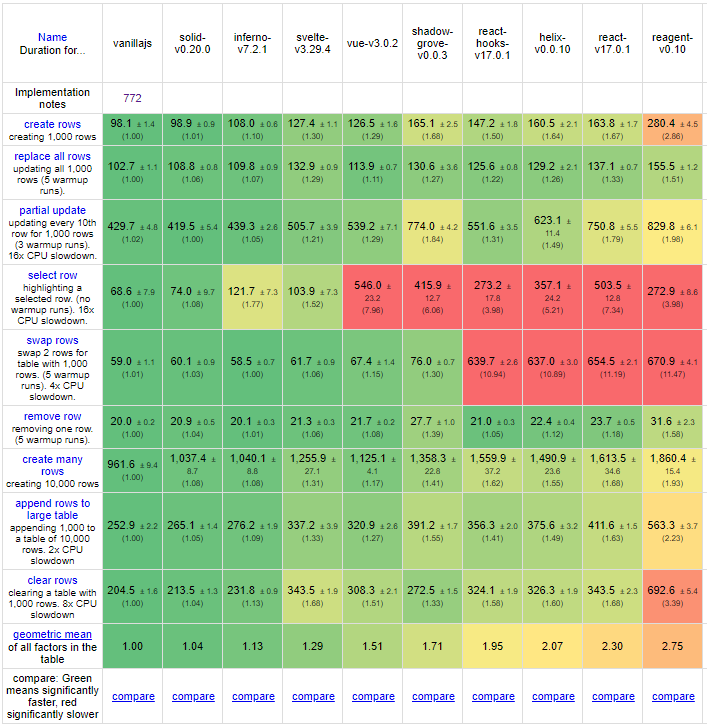 Name
Duration for...
vanillajs
solid-
v0.20.0
inferno-
v7.2.1
svelte-
v3.29.4
vue-v3.0.2
shadow-
grove-
v0.0.3
react-
hooks-
v17.0.1
helix-
v0.0.10
react-
v17.0.1
reagent-
v0.10
Implementation
notes
772
create rows
creating 1,000 rows
98.1 ± 1.4
(1.00)
98.9 ± 0.9
(1.01)
108.0 ± 0.6
(1.10)
127.4 ± 1.1
(1.30)
126.5 ± 1.6
(1.29)
165.1 ± 2.5
(1.68)
147.2 ± 1.8
(1.50)
160.5 ± 2.1
(1.64)
163.8 ± 1.7
(1.67)
280.4 ± 4.5
(2.86)
replace all rows
updating all 1,000
rows (5 warmup
runs).
102.7 ± 1.1
(1.00)
108.8 ± 0.8
(1.06)
109.8 ± 0.9
(1.07)
132.9 ± 0.9
(1.29)
113.9 ± 0.7
(1.11)
130.6 ± 3.6
(1.27)
125.6 ± 0.8
(1.22)
129.2 ± 2.1
(1.26)
137.1 ± 0.7
(1.33)
155.5 ± 1.2
(1.51)
partial update
updating every 10th
row for 1,000 rows
(3 warmup runs).
16x CPU slowdown.
429.7 ± 4.8
(1.02)
419.5 ± 5.4
(1.00)
439.3 ± 2.6
(1.05)
505.7 ± 3.9
(1.21)
539.2 ± 7.1
(1.29)
774.0 ± 4.2
(1.84)
551.6 ± 3.5
(1.31)
623.1 ±
11.4
(1.49)
750.8 ± 5.5
(1.79)
829.8 ± 6.1
(1.98)
select row
highlighting a
selected row. (no
warmup runs). 16x
CPU slowdown.
68.6 ± 7.9
(1.00)
74.0 ± 9.7
(1.08)
121.7 ± 7.3
(1.77)
103.9 ± 7.3
(1.52)
546.0 ±
23.2
(7.96)
415.9 ±
12.7
(6.06)
273.2 ±
17.8
(3.98)
357.1 ±
24.2
(5.21)
503.5 ±
12.8
(7.34)
272.9 ± 8.6
(3.98)
swap rows
swap 2 rows for
table with 1,000
rows. (5 warmup
runs). 4x CPU
slowdown.
59.0 ± 1.1
(1.01)
60.1 ± 0.9
(1.03)
58.5 ± 0.7
(1.00)
61.7 ± 0.9
(1.06)
67.4 ± 1.4
(1.15)
76.0 ± 0.7
(1.30)
639.7 ± 2.6
(10.94)
637.0 ± 3.0
(10.89)
654.5 ± 2.1
(11.19)
670.9 ± 4.1
(11.47)
remove row
removing one row.
(5 warmup runs).
20.0 ± 0.2
(1.00)
20.9 ± 0.5
(1.04)
20.1 ± 0.3
(1.01)
21.3 ± 0.3
(1.06)
21.7 ± 0.2
(1.08)
27.7 ± 1.0
(1.39)
21.0 ± 0.3
(1.05)
22.4 ± 0.4
(1.12)
23.7 ± 0.5
(1.18)
31.6 ± 2.3
(1.58)
create many
rows
creating 10,000 rows
961.6 ± 9.4
(1.00)
1,037.4 ±
8.7
(1.08)
1,040.1 ±
8.8
(1.08)
1,255.9 ±
27.1
(1.31)
1,125.1 ±
4.1
(1.17)
1,358.3 ±
22.8
(1.41)
1,559.9 ±
37.2
(1.62)
1,490.9 ±
23.6
(1.55)
1,613.5 ±
34.6
(1.68)
1,860.4 ±
15.4
(1.93)
append rows to
large table
appending 1,000 to
a table of 10,000
rows. 2x CPU
slowdown
252.9 ± 2.2
(1.00)
265.1 ± 1.4
(1.05)
276.2 ± 1.9
(1.09)
337.2 ± 3.9
(1.33)
320.9 ± 2.6
(1.27)
391.2 ± 1.7
(1.55)
356.3 ± 2.0
(1.41)
375.6 ± 3.2
(1.49)
411.6 ± 1.5
(1.63)
563.3 ± 3.7
(2.23)
clear rows
clearing a table with
1,000 rows. 8x CPU
slowdown
204.5 ± 1.6
(1.00)
213.5 ± 1.3
(1.04)
231.8 ± 0.9
(1.13)
343.5 ± 1.9
(1.68)
308.3 ± 2.1
(1.51)
272.5 ± 1.5
(1.33)
324.1 ± 1.9
(1.58)
326.3 ± 1.9
(1.60)
343.5 ± 2.3
(1.68)
692.6 ± 5.4
(3.39)
geometric mean
of all factors in the
table
1.00
1.04
1.13
1.29
1.51
1.71
1.95
2.07
2.30
2.75
compare: Green
means significantly
faster, red
significantly slower
compare
compare
compare
compare
compare
compare
compare
compare
compare
compare